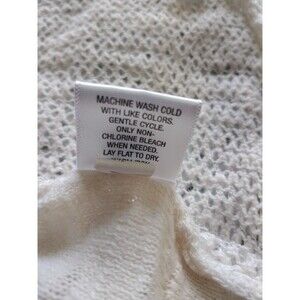 MACHINE WASH COLD
WITH LIKE COLORS.
GENTLE CYCLE.
ONLY NON-
CHLORINE BLEACH
WHEN NEEDED.
LAY FLAT TO DRY.